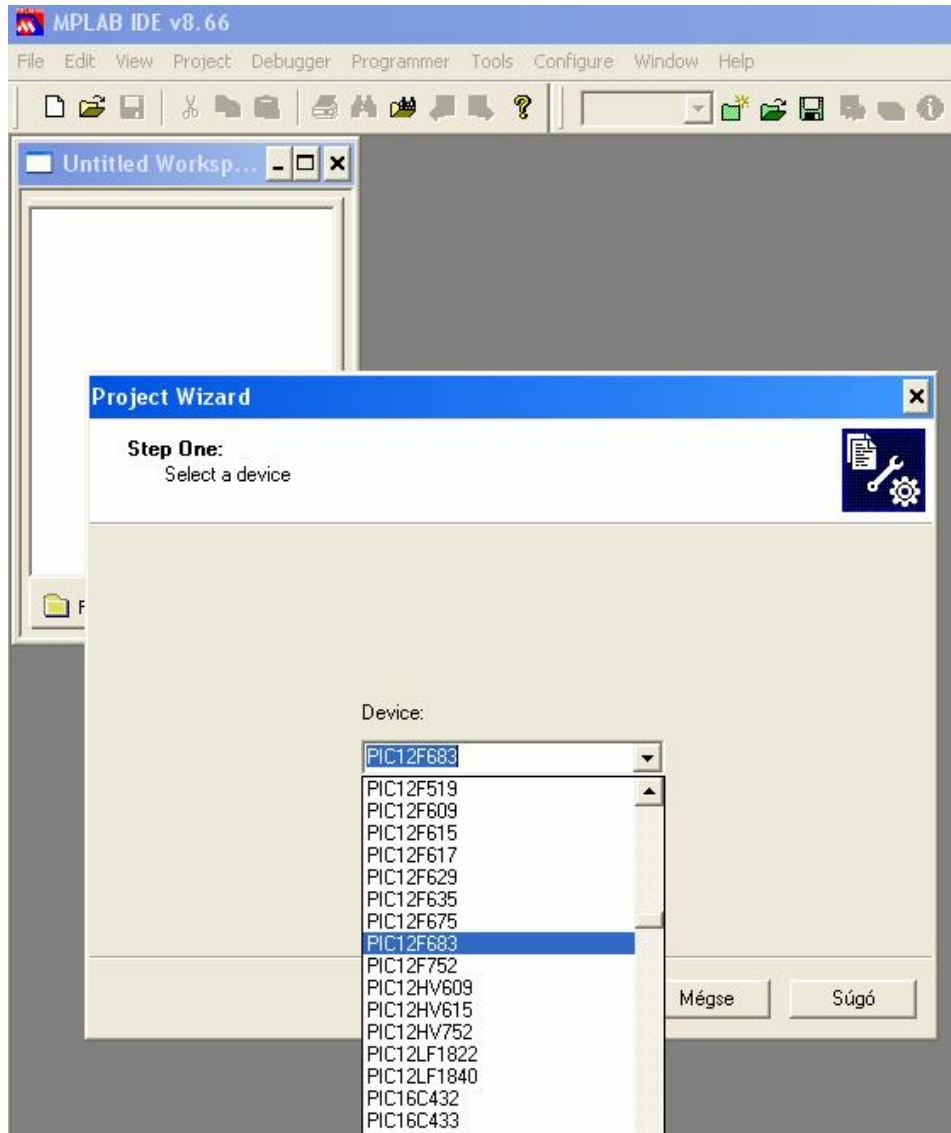 MPLAB IDE v8.66
File Edit View Project Debugger Programmer Tools Configure Window Help
Untitled Worksp...
Project Wizard
Step One:
Select a device
F
Device:
PIC12F683
PIC12F519
PIC12F609
PIC12F615
PIC12F617
PIC12F629
PIC12F635
PIC12F675
PIC12F683
PIC12F752
PIC12HV609
PIC12HV615
PIC12HV752
PIC12LF1822
PIC12LF1840
PIC16C432
PIC16C433
Mégse Súgó